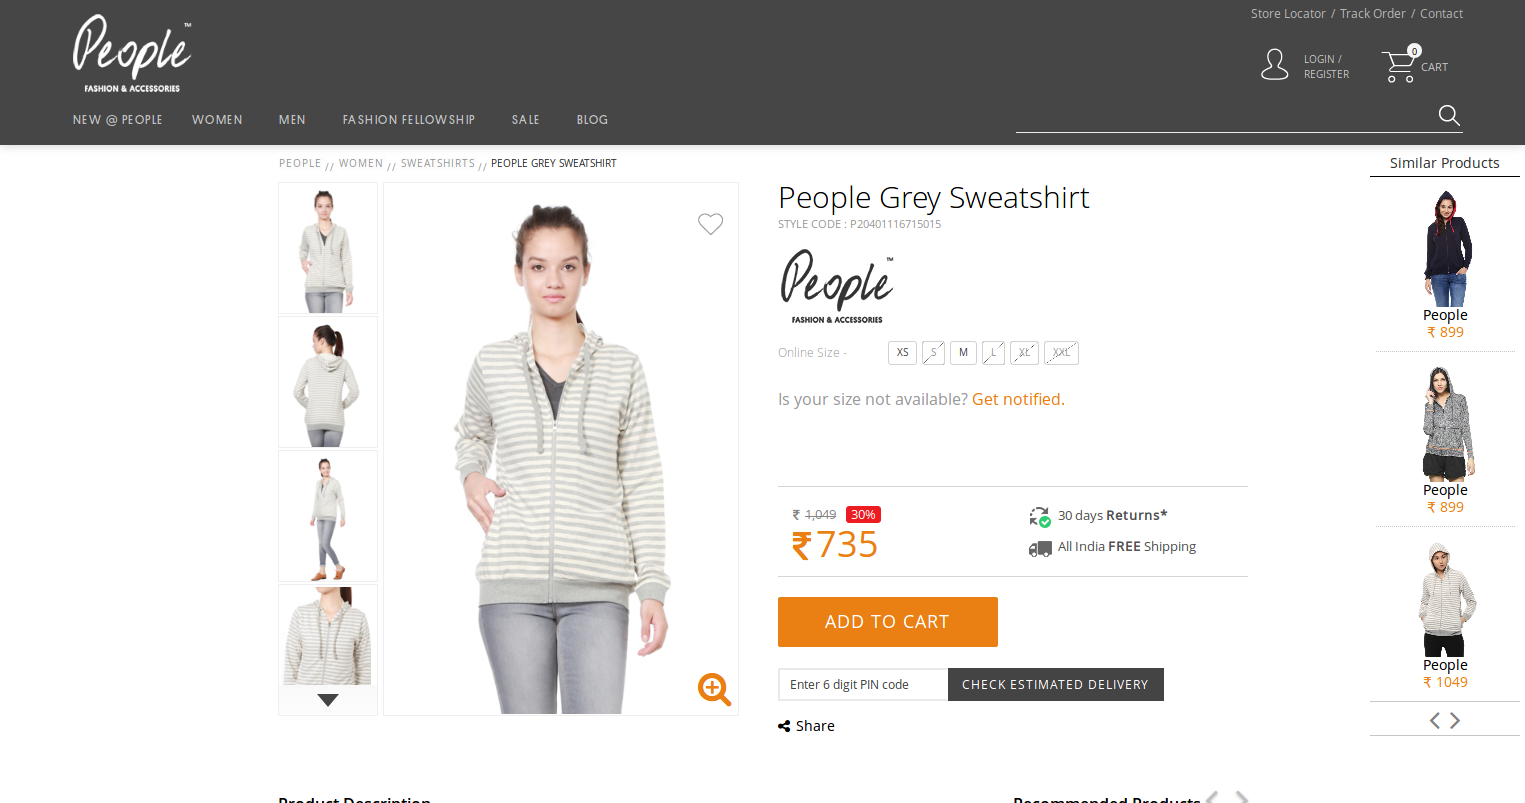 People™
FASHION & ACCESSORIES
Store Locator / Track Order / Contact
LOGIN /
REGISTER
0
CART
NEW @ PEOPLE WOMEN MEN FASHION FELLOWSHIP SALE BLOG
PEOPLE // WOMEN // SWEATSHIRTS // PEOPLE GREY SWEATSHIRT
People Grey Sweatshirt
STYLE CODE : P20401116715015
People™
FASHION & ACCESSORIES
Online Size - XS S M L XL XXL
Is your size not available? Get notified.
₹ 1,049 30%
₹735
30 days Returns*
All India FREE Shipping
ADD TO CART
Enter 6 digit PIN code CHECK ESTIMATED DELIVERY
Share
Similar Products
People
₹ 899
People
₹ 899
People
₹ 1049
Product Description
Recommended Products